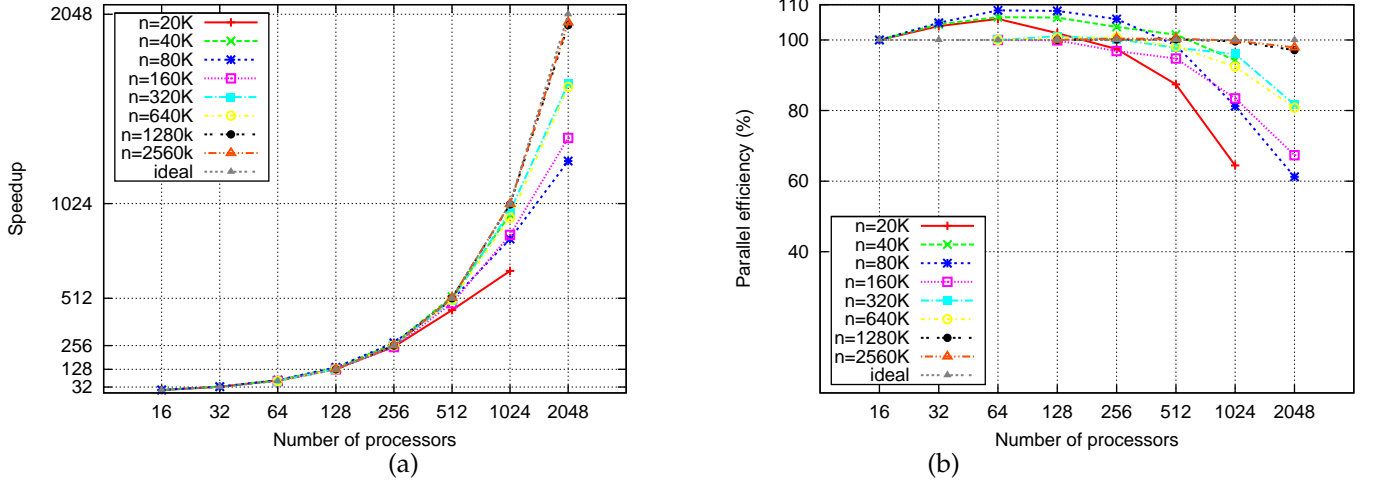 2048
1024
512
256
128
32
Speedup
n=20K
n=40K
n=80K
n=160K
n=320K
n=640K
n=1280k
n=2560k
ideal
16 32 64 128 256 512 1024 2048
Number of processors
(a)
110
100
80
60
40
Parallel efficiency (%)
n=20K
n=40K
n=80K
n=160K
n=320K
n=640K
n=1280K
n=2560K
ideal
16 32 64 128 256 512 1024 2048
Number of processors
(b)